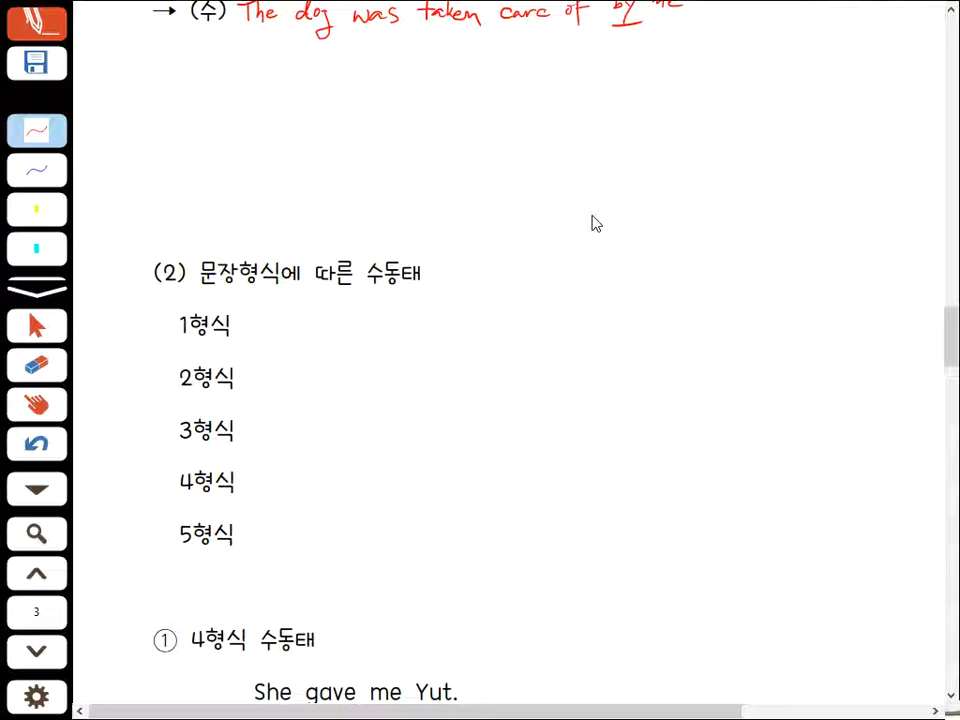 → (수) The dog was taken care of by
(2) 문장형식에 따른 수동태
1형식
2형식
3형식
4형식
5형식
① 4형식 수동태
She gave me Yut.
3